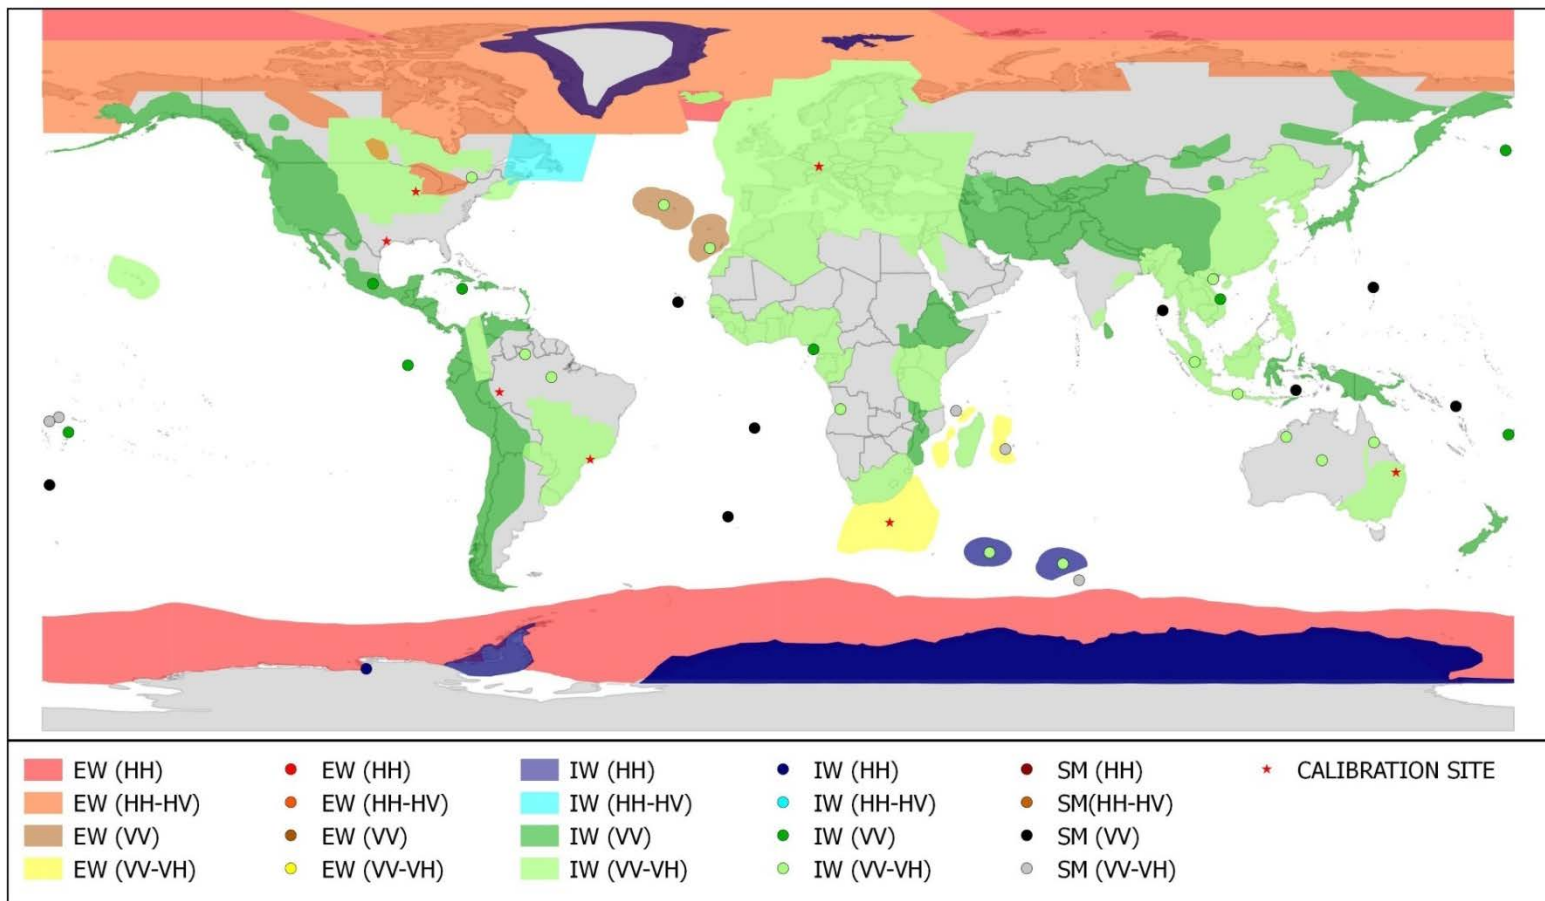 EW (HH) EW (HH) IW (HH) IW (HH) SM (HH) CALIBRATION SITE
EW (HH-HV) EW (HH-HV) IW (HH-HV) IW (HH-HV) SM(HH-HV)
EW (VV) EW (VV) IW (VV) IW (VV) SM (VV)
EW (VV-VH) EW (VV-VH) IW (VV-VH) IW (VV-VH) SM (VV-VH)